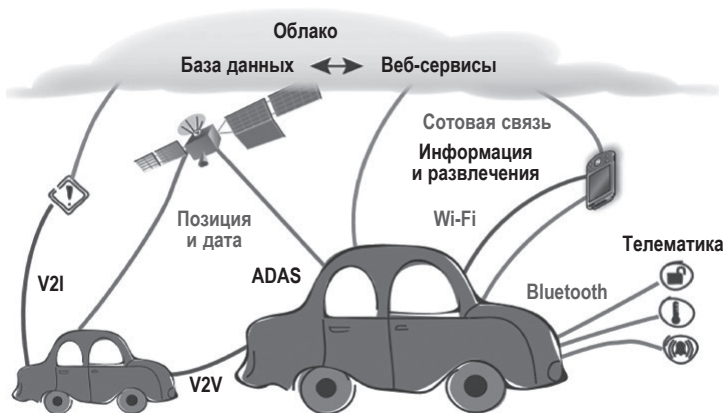 Облако
База данных
Веб-сервисы
Сотовая связь
Информация
и развлечения
Позиция
и дата
Wi-Fi
Телематика
V2I
ADAS
Bluetooth
V2V